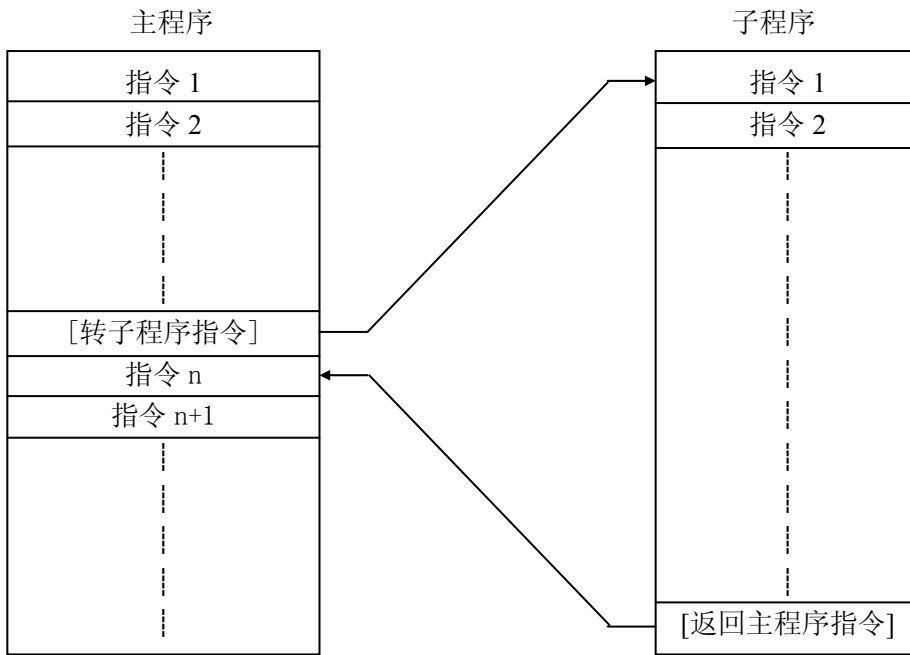 主程序
指令 1
指令 2
[转子程序指令]
指令 n
指令 n+1
子程序
指令 1
指令 2
[返回主程序指令]